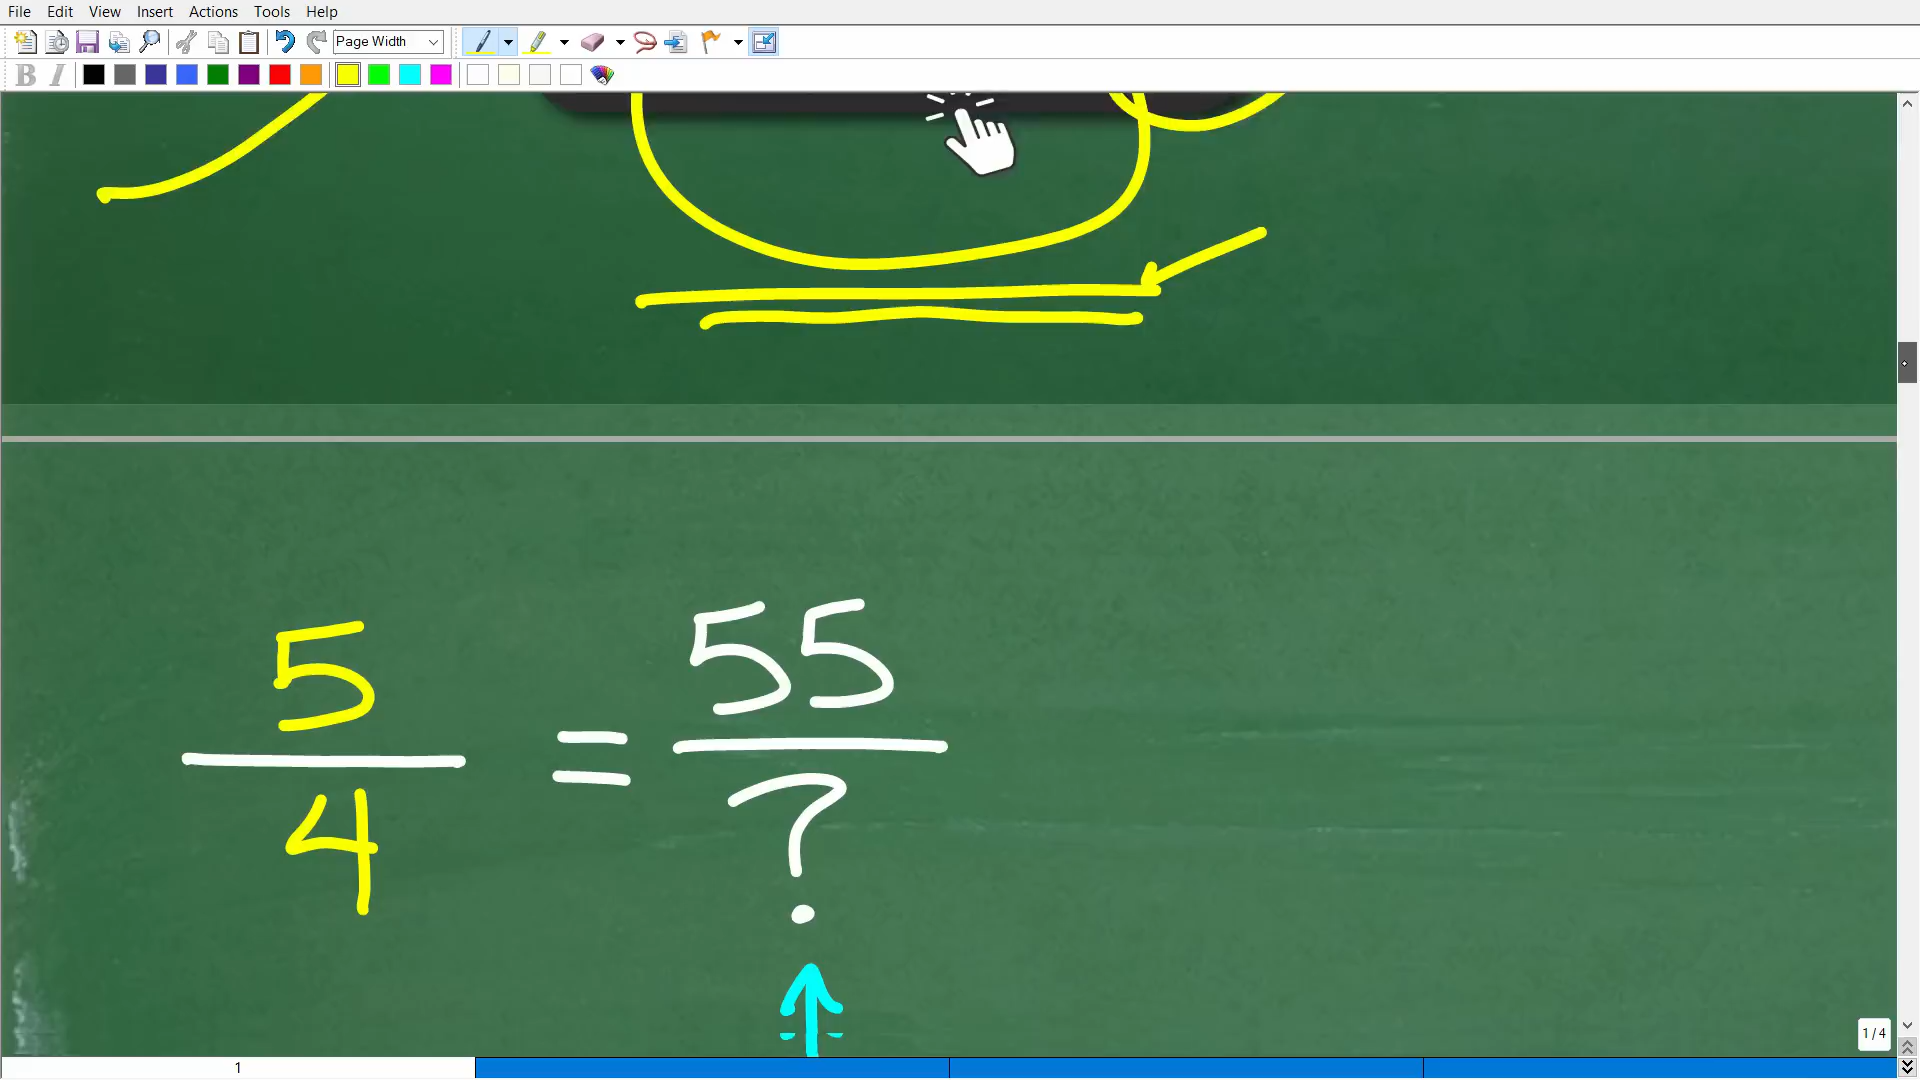 File Edit View Insert Actions Tools Help
Page Width
B I
5 55
=
4 ?
1 / 4
1